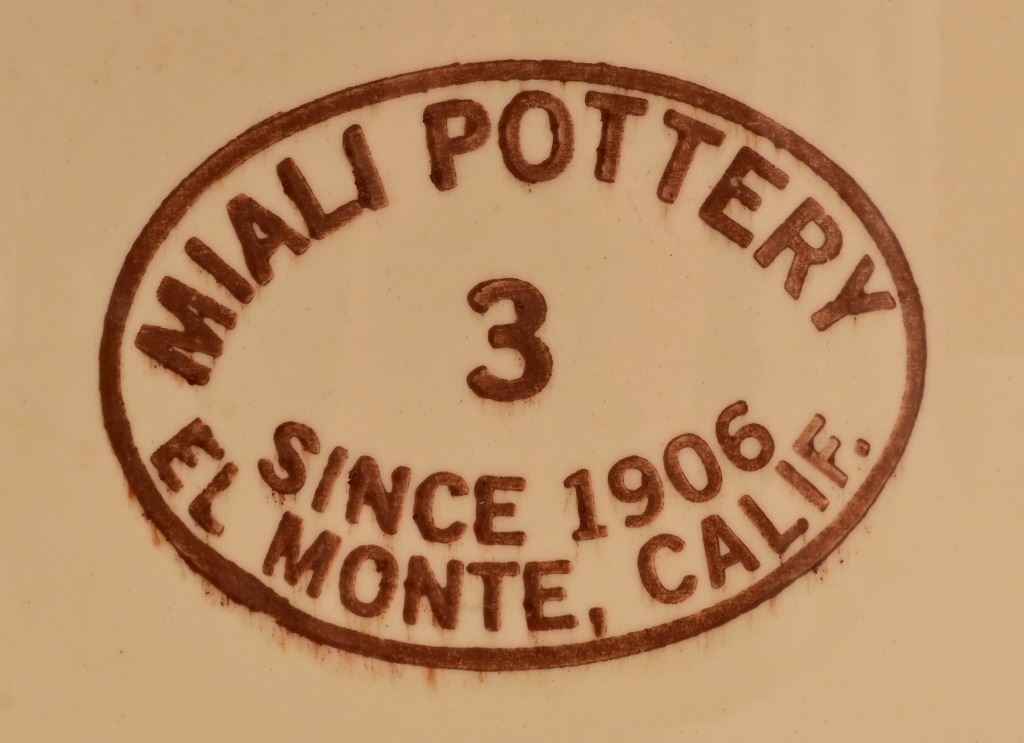 MIALI POTTERY
3
SINCE 1906
EL MONTE, CALIF.